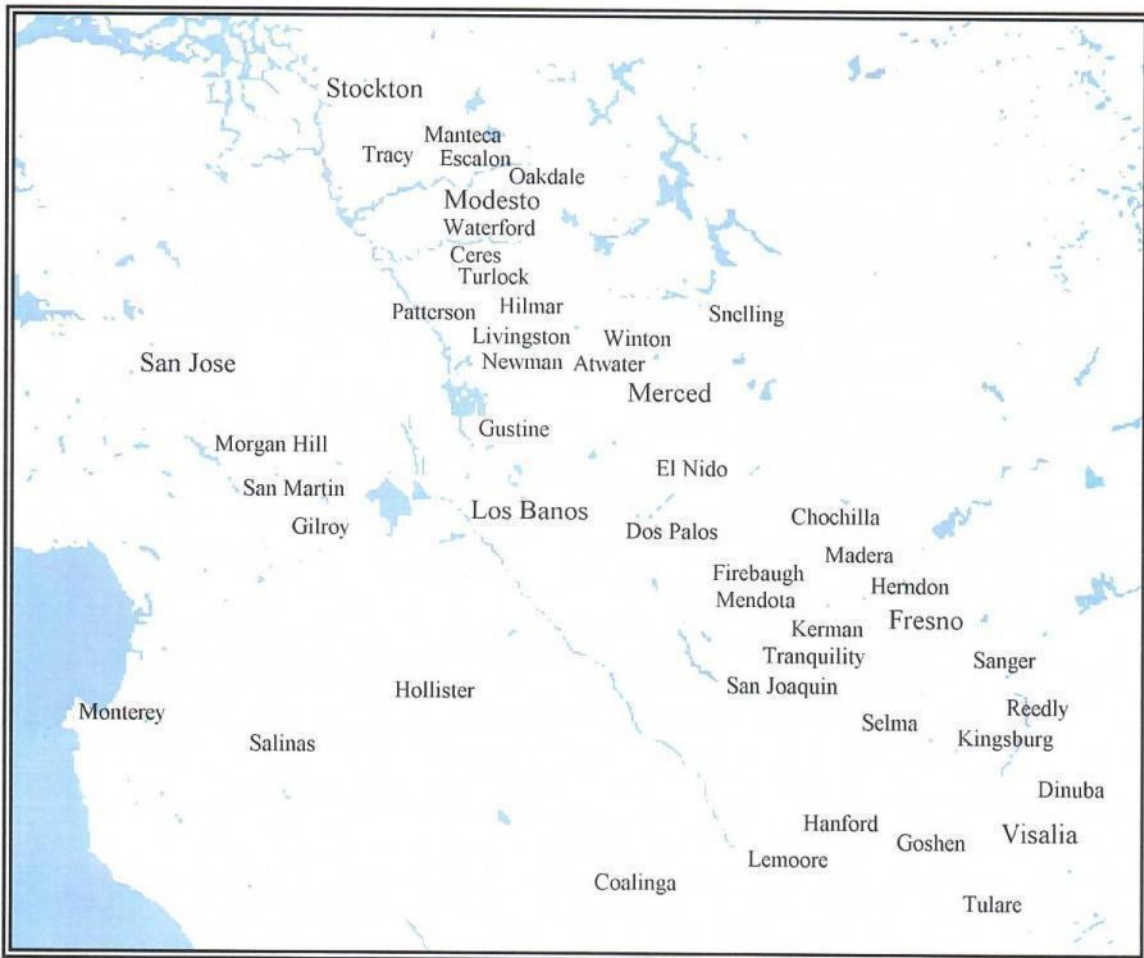 Stockton
Manteca
Tracy
Escalon
Oakdale
Modesto
Waterford
Ceres
Turlock
Hilmar
Patterson
Snelling
Livingston
Winton
San Jose
Newman
Atwater
Merced
Gustine
Morgan Hill
El Nido
San Martin
Los Banos
Chochilla
Gilroy
Dos Palos
Madera
Firebaugh
Herndon
Mendota
Fresno
Kerman
Tranquility
Sanger
San Joaquin
Hollister
Reedly
Monterey
Selma
Kingsburg
Salinas
Dinuba
Hanford
Visalia
Goshen
Lemoore
Coalinga
Tulare